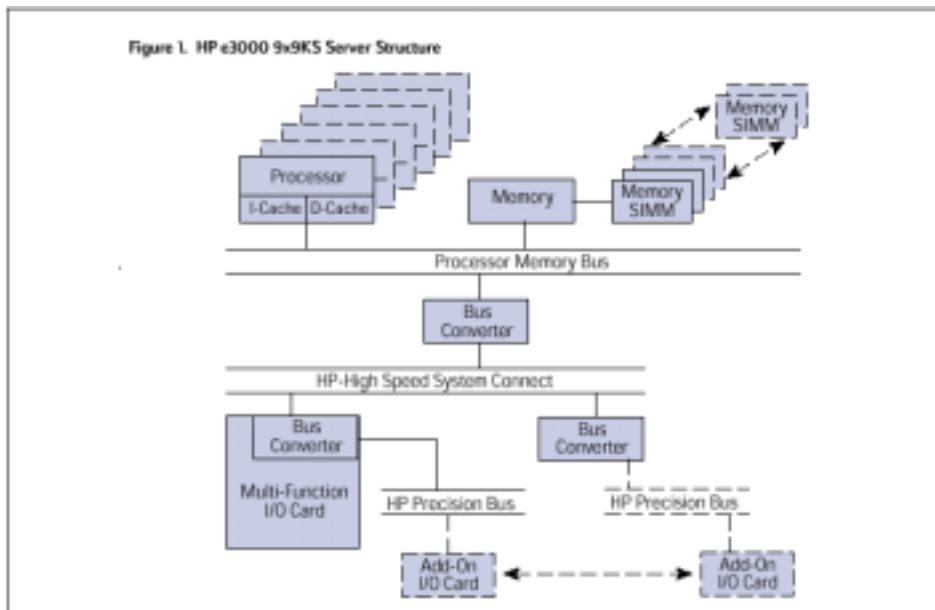 Figure 1. HP e3000 9x9KS Server Structure
Memory
SIMM
Processor
I-Cache D-Cache
Memory
Memory
SIMM
Processor Memory Bus
Bus
Converter
HP-High Speed System Connect
Bus
Converter
Multi-Function
I/O Card
Bus
Converter
HP Precision Bus
HP Precision Bus
Add-On
I/O Card
Add-On
I/O Card